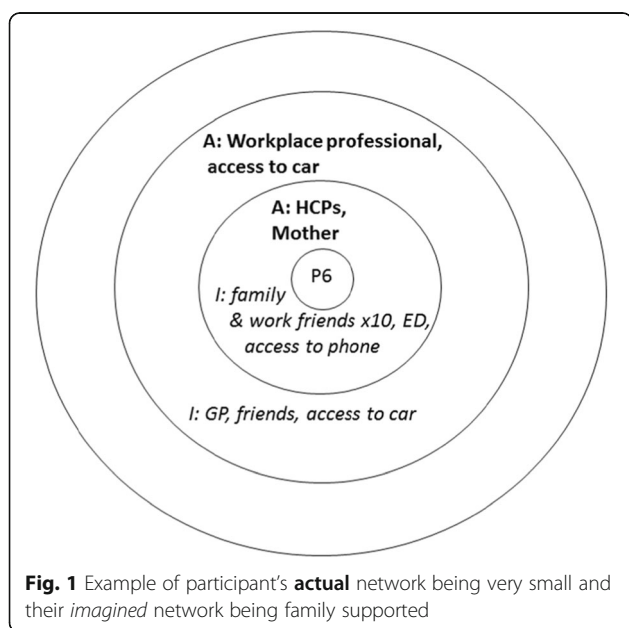 A: Workplace professional,
access to car
A: HCPs,
Mother
P6
I: family
& work friends x10, ED,
access to phone
I: GP, friends, access to car
Fig. 1 Example of participant's actual network being very small and
their imagined network being family supported